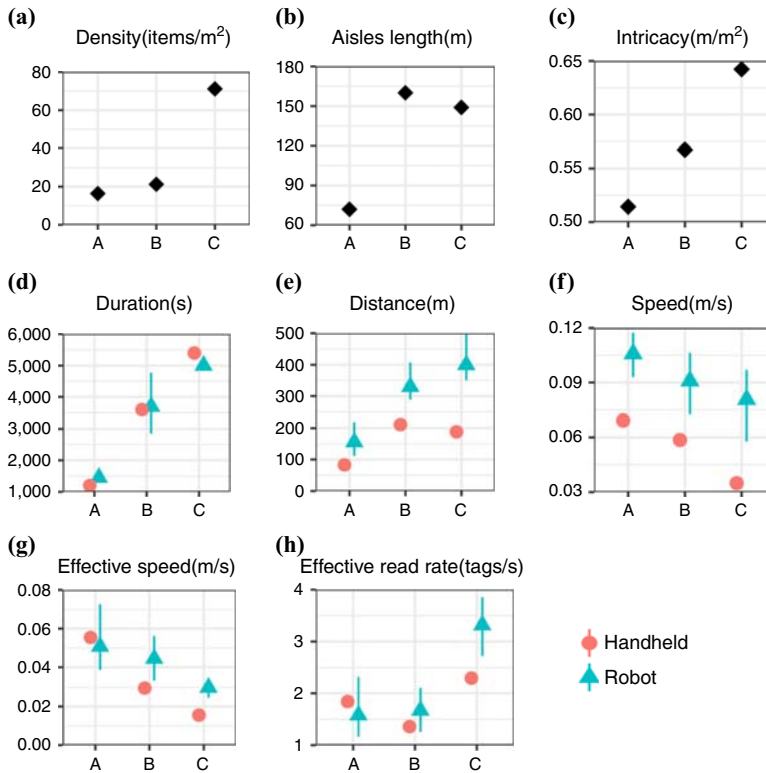 (a) (b) (c)
Density(items/m²) Aisles length(m) Intricacy(m/m²)
80 180 0.65
60 150 0.60
40 120
20 90 0.55
0 60 0.50
A B C A B C A B C
(d) (e) (f)
Duration(s) Distance(m) Speed(m/s)
6,000 500 0.12
5,000 400
4,000 300 0.09
3,000 200 0.06
2,000 100
1,000 0 0.03
A B C A B C A B C
(g) (h)
Effective speed(m/s) Effective read rate(tags/s)
0.08 4
0.06 3
0.04
0.02 2
0.00 1
A B C A B C
Handheld
Robot